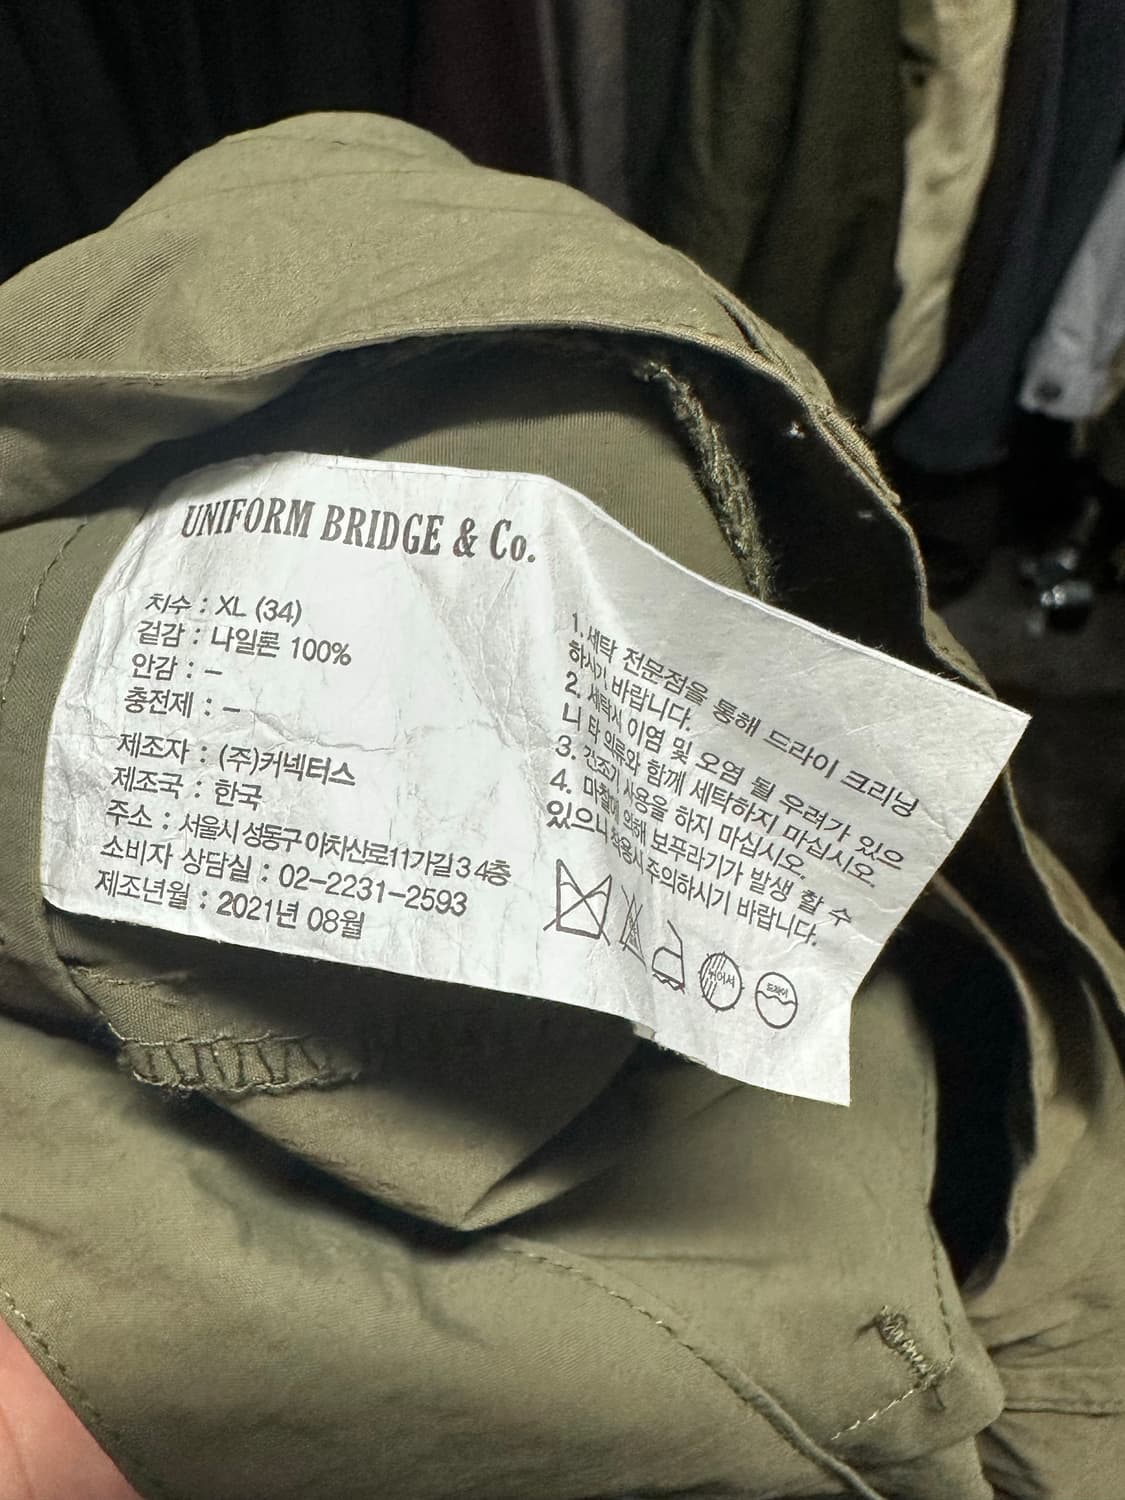 UNIFORM BRIDGE & Co.
치수 : XL (34)
겉감 : 나일론 100%
안감 : –
충전제 : –
제조자 : (주)커넥터스
제조국 : 한국
주소 : 서울시 성동구 아차산로11가길 3 4층
소비자 상담실 : 02-2231-2593
제조년월 : 2021년 08월
1. 세탁 전문점을 통해 드라이 크리닝
하시기 바랍니다.
2. 세탁시 이염 및 오염 될 우려가 있으
니 타 의류와 함께 세탁하지 마십시오.
3. 건조기 사용을 하지 마십시오.
4. 마찰에 의해 보푸라기가 발생 할 수
있으니 착용시 주의하시기 바랍니다.
뉘어서
드라이